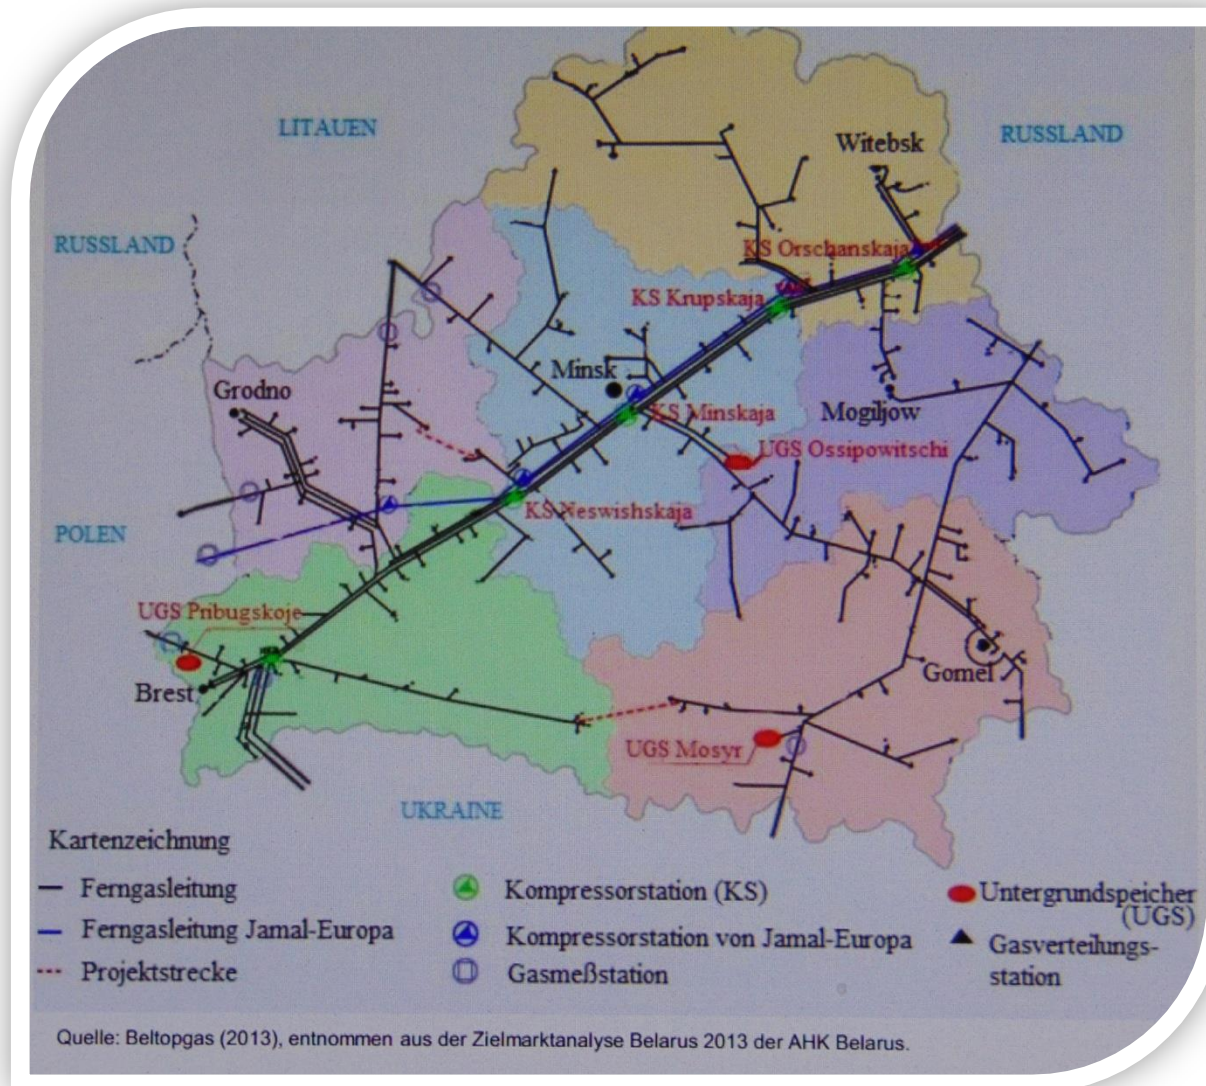 LITAUEN
Witebsk
RUSSLAND
RUSSLAND
KS Orschanskaja
KS Krupskaja
Minsk
Grodno
KS Minskaja
Mogiljow
UGS Ossipowitschi
KS Neswishskaja
POLEN
UGS Pribugskoje
Gomel
Brest
UGS Mosyr
UKRAINE
Kartenzeichnung
Ferngasleitung
Ferngasleitung Jamal-Europa
Projektstrecke
Kompressorstation (KS)
Kompressorstation von Jamal-Europa
Gasmeßstation
Untergrundspeicher
(UGS)
Gasverteilungs-
station
Quelle: Beltopgas (2013), entnommen aus der Zielmarktanalyse Belarus 2013 der AHK Belarus.